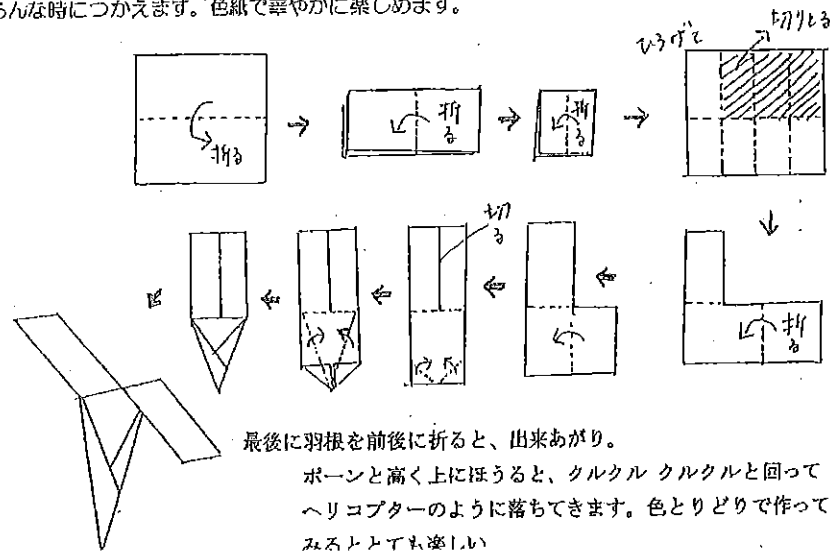 んな時につかえます。色紙で華やかに楽しめます。
折る
折る
折る
ひろげて
切りとる
折る
切る
最後に羽根を前後に折ると、出来あがり。
ポーンと高く上にほうると、クルクル クルクルと回って
ヘリコプターのように落ちてきます。色とりどりで作って
みるととても楽しい